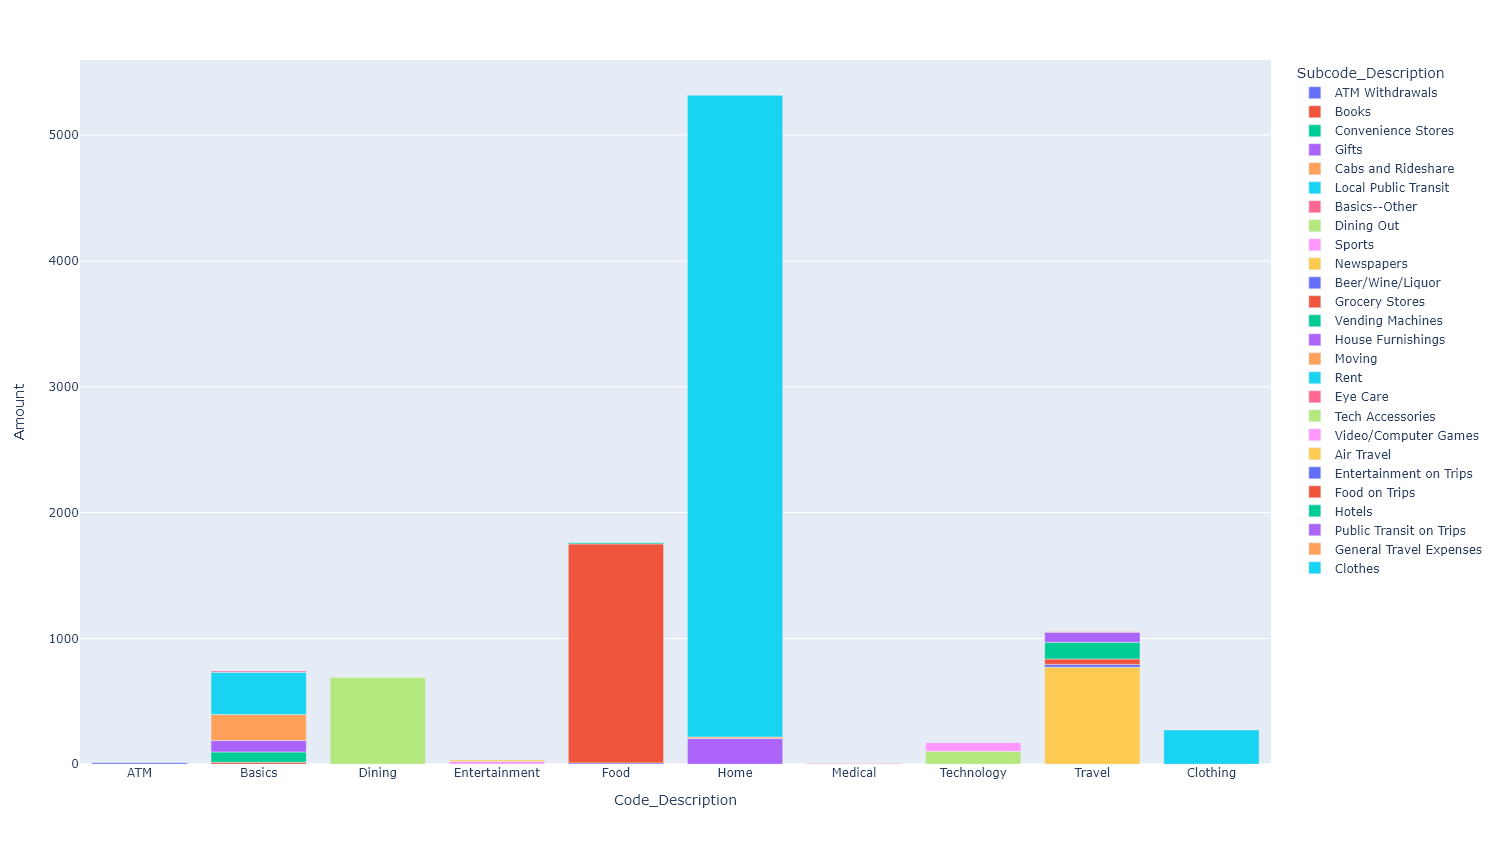 Subcode_Description
ATM Withdrawals
Books
Convenience Stores
Gifts
Cabs and Rideshare
Local Public Transit
Basics--Other
Dining Out
Sports
Newspapers
Beer/Wine/Liquor
Grocery Stores
Vending Machines
House Furnishings
Moving
Rent
Eye Care
Tech Accessories
Video/Computer Games
Air Travel
Entertainment on Trips
Food on Trips
Hotels
Public Transit on Trips
General Travel Expenses
Clothes
5000
4000
3000
2000
1000
0
Amount
ATM Basics Dining Entertainment Food Home Medical Technology Travel Clothing
Code_Description